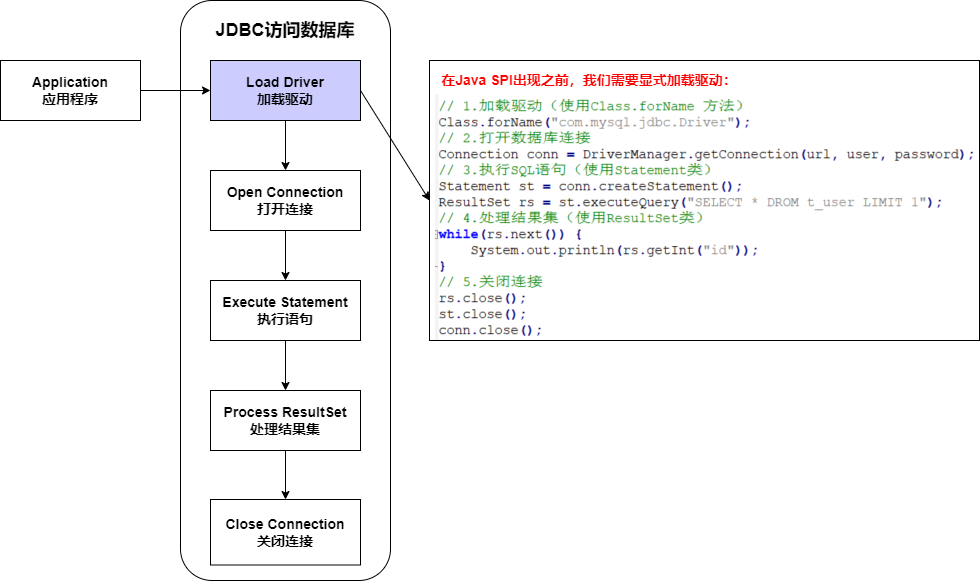 JDBC访问数据库
Application
应用程序
Load Driver
加载驱动
Open Connection
打开连接
Execute Statement
执行语句
Process ResultSet
处理结果集
Close Connection
关闭连接
在Java SPI出现之前，我们需要显式加载驱动：
// 1.加载驱动（使用Class.forName 方法）
Class.forName("com.mysql.jdbc.Driver");
// 2.打开数据库连接
Connection conn = DriverManager.getConnection(url, user, password);
// 3.执行SQL语句（使用Statement类）
Statement st = conn.createStatement();
ResultSet rs = st.executeQuery("SELECT * DROM t_user LIMIT 1");
// 4.处理结果集（使用ResultSet类）
while(rs.next()) {
    System.out.println(rs.getInt("id"));
}
// 5.关闭连接
rs.close();
st.close();
conn.close();